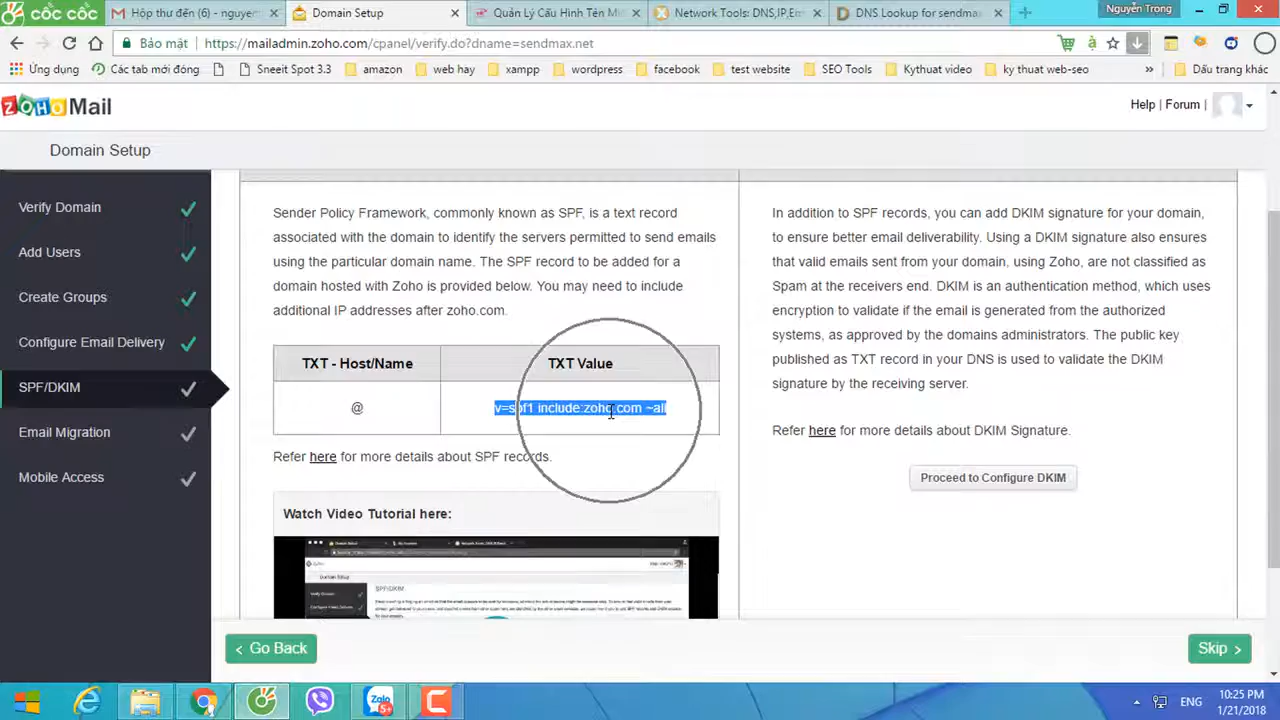 cốc cốc
Hộp thư đến (6) - nguyen
Domain Setup
Quản Lý Cấu Hình Tên Mi
Network Tools: DNS,IP,Em
DNS Lookup for sendmax
Nguyễn Trong
Bảo mật
https://mailadmin.zoho.com/cpanel/verify.do?dname=sendmax.net
Ứng dụng
Các tab mới đóng
Sneeit Spot 3.3
amazon
web hay
xampp
wordpress
facebook
test website
SEO Tools
Kythuat video
ky thuat web-seo
»
Dấu trang khác
ZOHO Mail
Help | Forum |
Domain Setup
Verify Domain
Add Users
Create Groups
Configure Email Delivery
SPF/DKIM
Email Migration
Mobile Access
Sender Policy Framework, commonly known as SPF, is a text record
associated with the domain to identify the servers permitted to send emails
using the particular domain name. The SPF record to be added for a
domain hosted with Zoho is provided below. You may need to include
additional IP addresses after zoho.com.
TXT - Host/Name
TXT Value
@
v=spf1 include:zoho.com ~all
Refer here for more details about SPF records.
Watch Video Tutorial here:
Domain Setup
SPF/DKIM
In addition to SPF records, you can add DKIM signature for your domain,
to ensure better email deliverability. Using a DKIM signature also ensures
that valid emails sent from your domain, using Zoho, are not classified as
Spam at the receivers end. DKIM is an authentication method, which uses
encryption to validate if the email is generated from the authorized
systems, as approved by the domains administrators. The public key
published as TXT record in your DNS is used to validate the DKIM
signature by the receiving server.
Refer here for more details about DKIM Signature.
Proceed to Configure DKIM
< Go Back
Skip >
Zalo
ENG
10:25 PM
1/21/2018